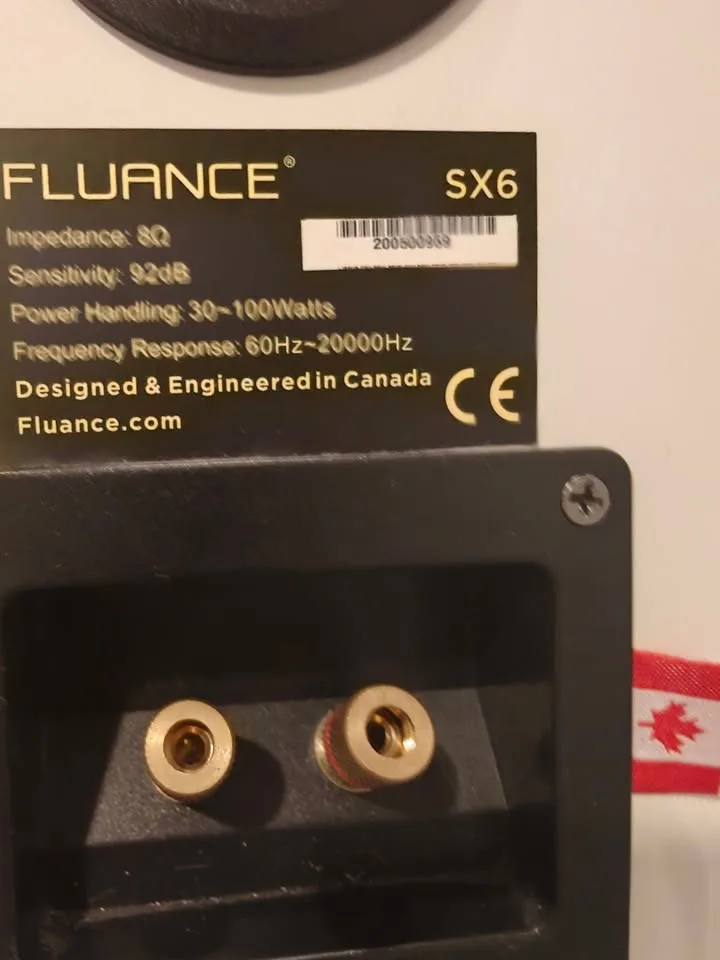 FLUANCE®
SX6
Impedance: 8Ω
200500959
Sensitivity: 92dB
Power Handling: 30~100Watts
Frequency Response: 60Hz~20000Hz
Designed & Engineered in Canada
CE
Fluance.com